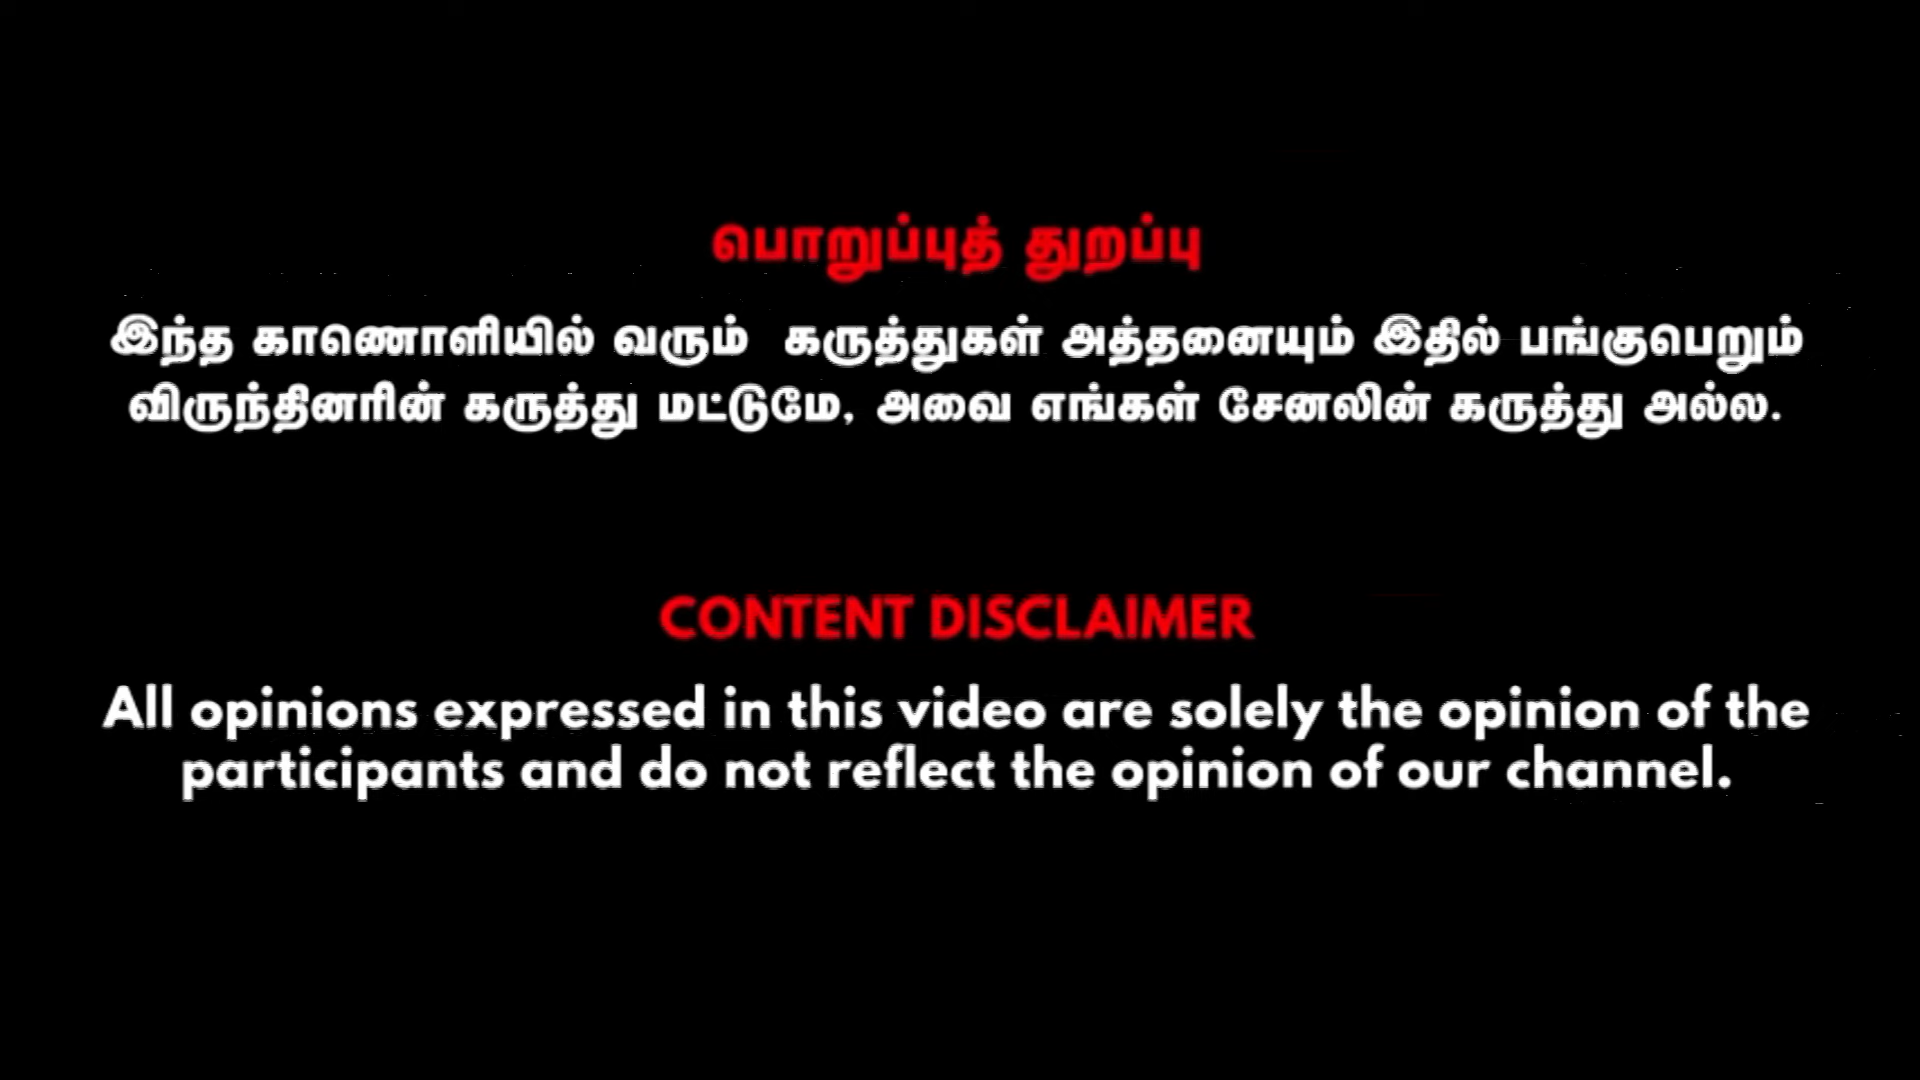 பொறுப்புத் துறப்பு
இந்த காணொளியில் வரும் கருத்துகள் அத்தனையும் இதில் பங்குபெறும்
விருந்தினரின் கருத்து மட்டுமே, அவை எங்கள் சேனலின் கருத்து அல்ல.
CONTENT DISCLAIMER
All opinions expressed in this video are solely the opinion of the
participants and do not reflect the opinion of our channel.